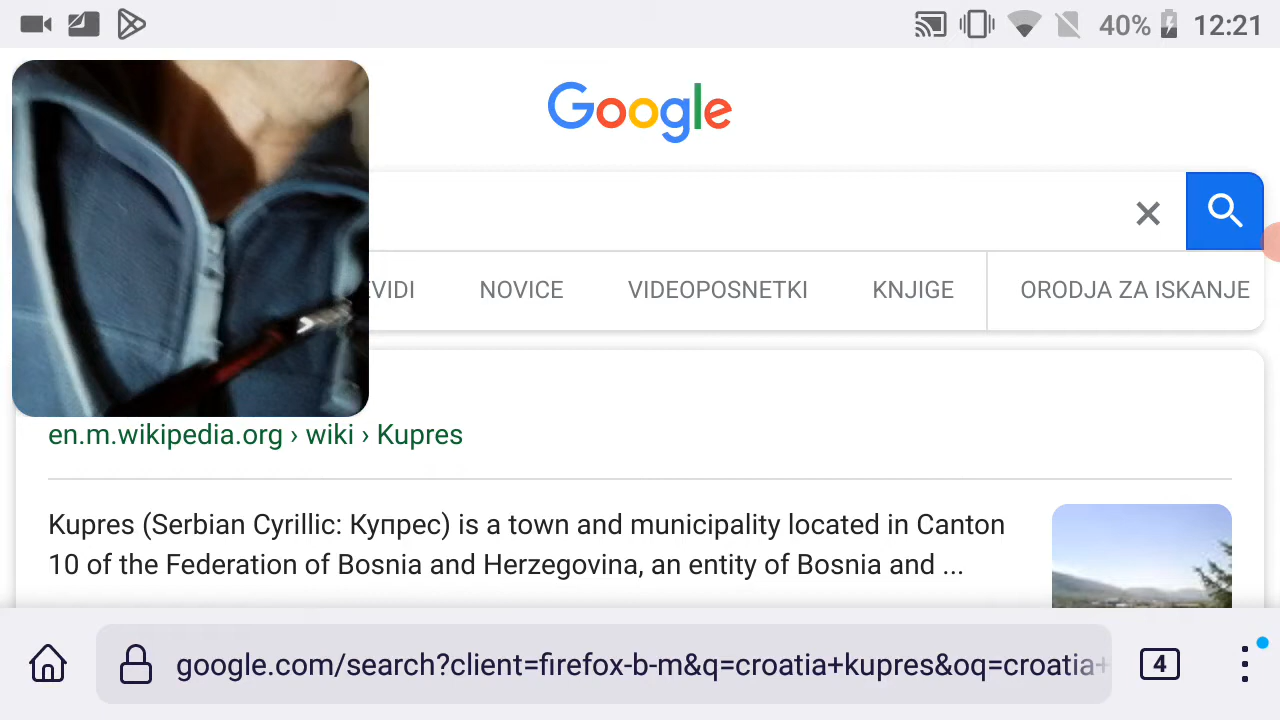 40% 12:21
Google
NOVICE VIDEOPOSNETKI KNJIGE ORODJA ZA ISKANJE
en.m.wikipedia.org › wiki › Kupres
Kupres (Serbian Cyrillic: Купрес) is a town and municipality located in Canton
10 of the Federation of Bosnia and Herzegovina, an entity of Bosnia and ...
google.com/search?client=firefox-b-m&q=croatia+kupres&oq=croatia+ 4